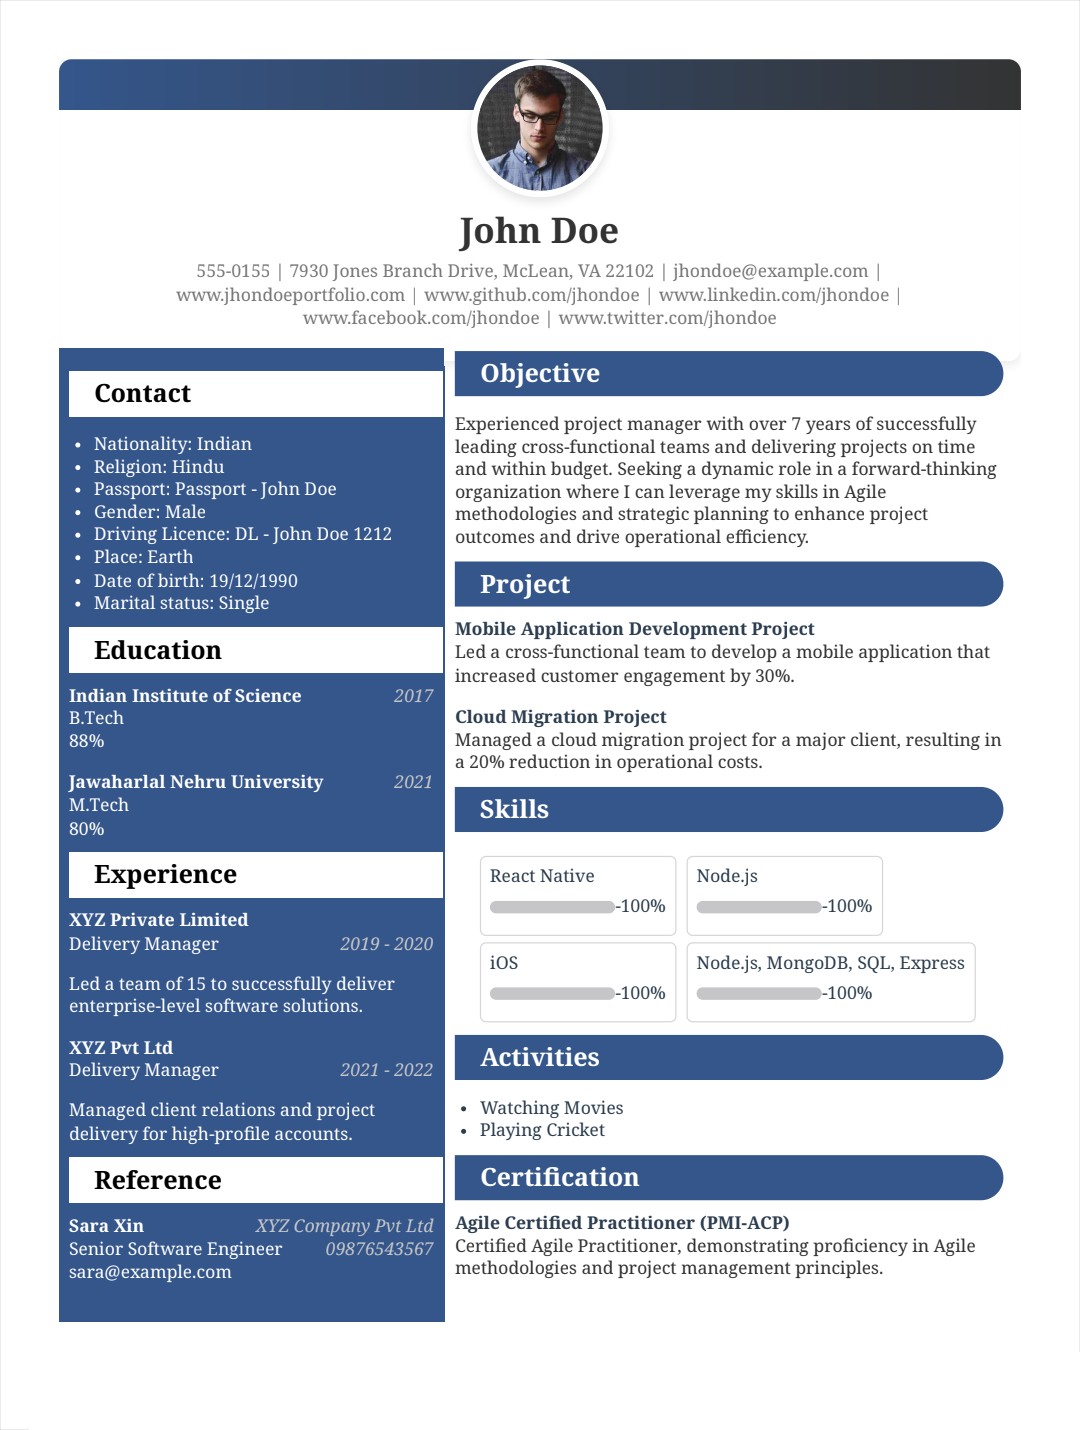 John Doe
555-0155 | 7930 Jones Branch Drive, McLean, VA 22102 | jhondoe@example.com |
www.jhondoeportfolio.com | www.github.com/jhondoe | www.linkedin.com/jhondoe |
www.facebook.com/jhondoe | www.twitter.com/jhondoe
Contact
• Nationality: Indian
• Religion: Hindu
• Passport: Passport - John Doe
• Gender: Male
• Driving Licence: DL - John Doe 1212
• Place: Earth
• Date of birth: 19/12/1990
• Marital status: Single
Education
Indian Institute of Science 2017
B.Tech
88%
Jawaharlal Nehru University 2021
M.Tech
80%
Experience
XYZ Private Limited
Delivery Manager 2019 - 2020
Led a team of 15 to successfully deliver
enterprise-level software solutions.
XYZ Pvt Ltd
Delivery Manager 2021 - 2022
Managed client relations and project
delivery for high-profile accounts.
Reference
Sara Xin XYZ Company Pvt Ltd
Senior Software Engineer 09876543567
sara@example.com
Objective
Experienced project manager with over 7 years of successfully
leading cross-functional teams and delivering projects on time
and within budget. Seeking a dynamic role in a forward-thinking
organization where I can leverage my skills in Agile
methodologies and strategic planning to enhance project
outcomes and drive operational efficiency.
Project
Mobile Application Development Project
Led a cross-functional team to develop a mobile application that
increased customer engagement by 30%.
Cloud Migration Project
Managed a cloud migration project for a major client, resulting in
a 20% reduction in operational costs.
Skills
React Native
-100%
Node.js
-100%
iOS
-100%
Node.js, MongoDB, SQL, Express
-100%
Activities
• Watching Movies
• Playing Cricket
Certification
Agile Certified Practitioner (PMI-ACP)
Certified Agile Practitioner, demonstrating proficiency in Agile
methodologies and project management principles.